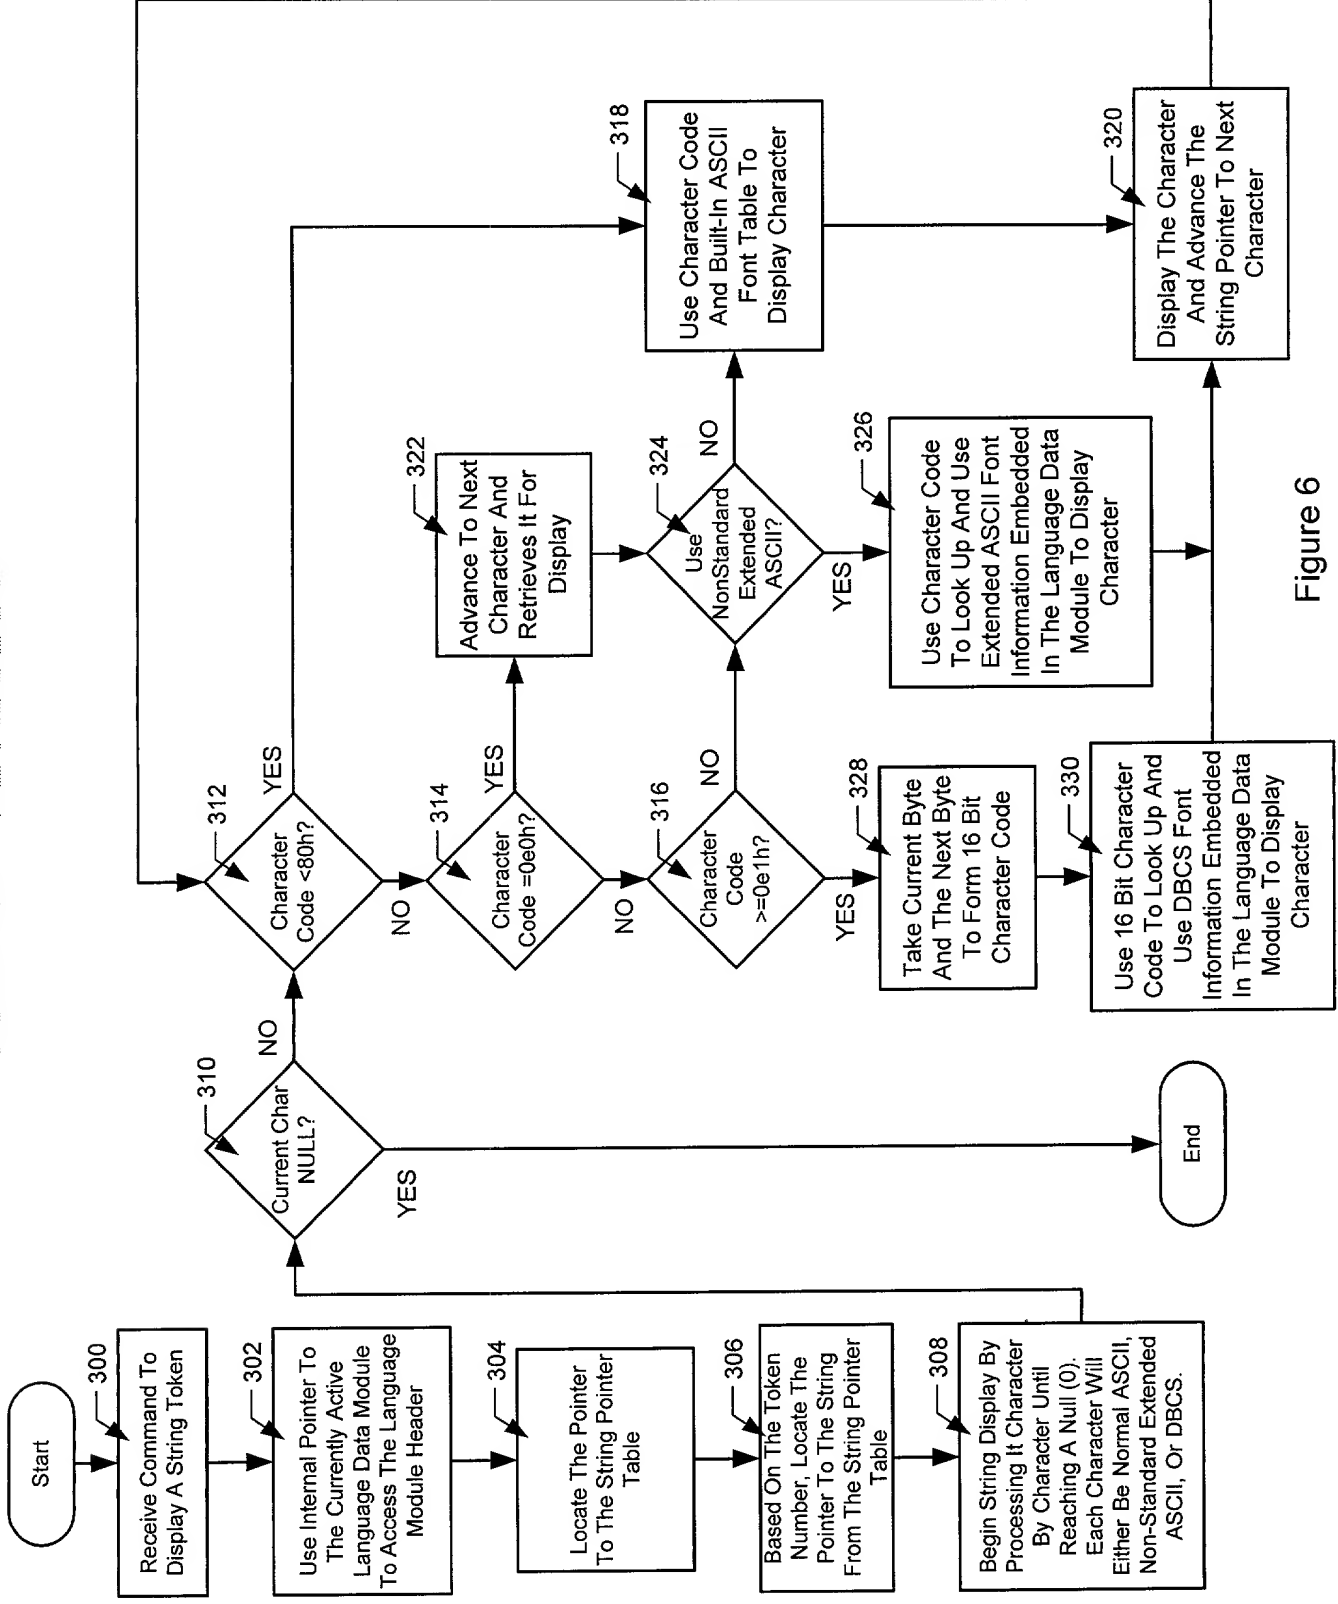 Start
300
Receive Command To
Display A String Token
302
Use Internal Pointer To
The Currently Active
Language Data Module
To Access The Language
Module Header
304
Locate The Pointer
To The String Pointer
Table
306
Based On The Token
Number, Locate The
Pointer To The String
From The String Pointer
Table
308
Begin String Display By
Processing It Character
By Character Until
Reaching A Null (0).
Each Character Will
Either Be Normal ASCII,
Non-Standard Extended
ASCII, Or DBCS.
310
Current Char
NULL?
NO
YES
End
312
Character
Code <80h?
YES
NO
314
Character
Code =0e0h?
YES
NO
316
Character
Code
>=0e1h?
NO
YES
318
Use Character Code
And Built-In ASCII
Font Table To
Display Character
320
Display The Character
And Advance The
String Pointer To Next
Character
322
Advance To Next
Character And
Retrieves It For
Display
324
Use
NonStandard
Extended
ASCII?
NO
YES
326
Use Character Code
To Look Up And Use
Extended ASCII Font
Information Embedded
In The Language Data
Module To Display
Character
328
Take Current Byte
And The Next Byte
To Form 16 Bit
Character Code
330
Use 16 Bit Character
Code To Look Up And
Use DBCS Font
Information Embedded
In The Language Data
Module To Display
Character
Figure 6